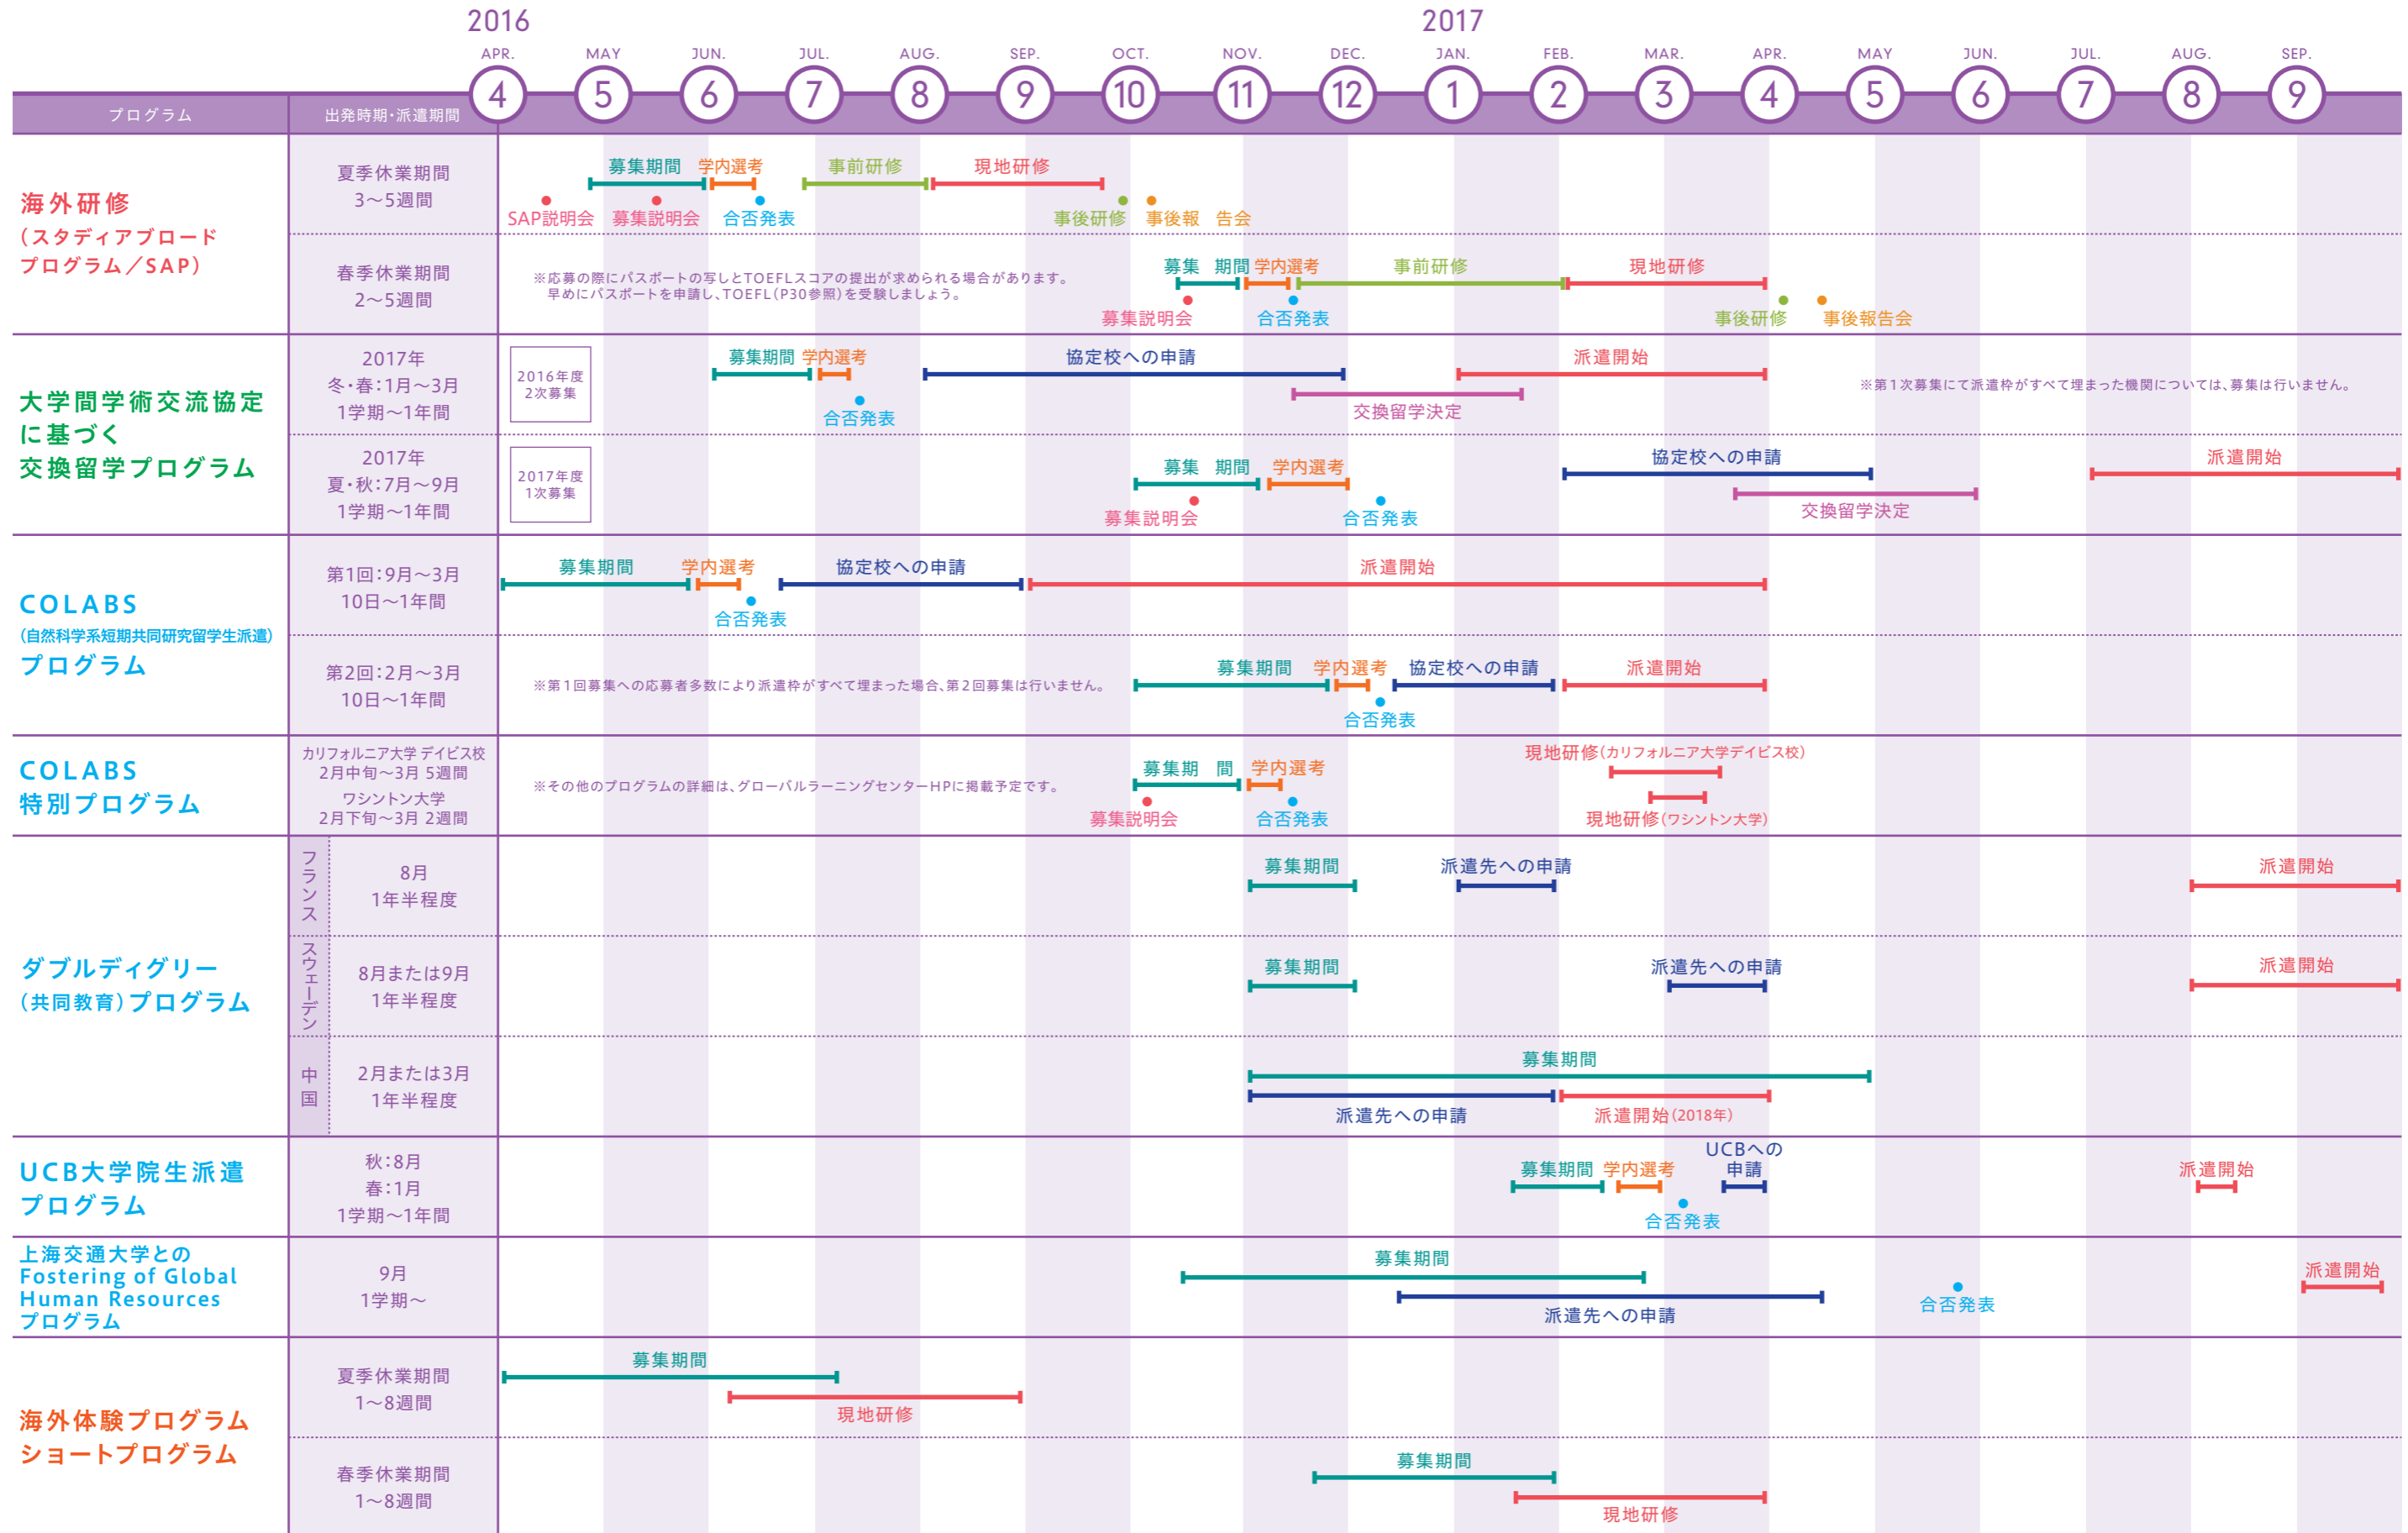 2016
2017
APR.
MAY
JUN.
JUL.
AUG.
SEP.
OCT.
NOV.
DEC.
JAN.
FEB.
MAR.
APR.
MAY
JUN.
JUL.
AUG.
SEP.
4
5
6
7
8
9
10
11
12
1
2
3
4
5
6
7
8
9
プログラム
出発時期・派遣期間
海外研修
（スタディアブロード
プログラム／SAP）
夏季休業期間
3～5週間
募集期間
学内選考
事前研修
現地研修
SAP説明会
募集説明会
合否発表
事後研修
事後報 告会
春季休業期間
2～5週間
※応募の際にパスポートの写しとTOEFLスコアの提出が求められる場合があります。
早めにパスポートを申請し、TOEFL（P30参照）を受験しましょう。
募集 期間
学内選考
事前研修
現地研修
募集説明会
合否発表
事後研修
事後報告会
大学間学術交流協定
に基づく
交換留学プログラム
2017年
冬・春：1月～3月
1学期～1年間
2016年度
2次募集
募集期間
学内選考
協定校への申請
派遣開始
合否発表
交換留学決定
※第1次募集にて派遣枠がすべて埋まった機関については、募集は行いません。
2017年
夏・秋：7月～9月
1学期～1年間
2017年度
1次募集
募集 期間
学内選考
協定校への申請
派遣開始
募集説明会
合否発表
交換留学決定
COLABS
（自然科学系短期共同研究留学生派遣）
プログラム
第1回：9月～3月
10日～1年間
募集期間
学内選考
協定校への申請
派遣開始
合否発表
第2回：2月～3月
10日～1年間
※第1回募集への応募者多数により派遣枠がすべて埋まった場合、第2回募集は行いません。
募集期間
学内選考
協定校への申請
派遣開始
合否発表
COLABS
特別プログラム
カリフォルニア大学 デイビス校
2月中旬～3月 5週間
ワシントン大学
2月下旬～3月 2週間
※その他のプログラムの詳細は、グローバルラーニングセンターHPに掲載予定です。
募集期 間
学内選考
現地研修（カリフォルニア大学デイビス校）
募集説明会
合否発表
現地研修（ワシントン大学）
ダブルディグリー
（共同教育）プログラム
フランス
8月
1年半程度
募集期間
派遣先への申請
派遣開始
スウェーデン
8月または9月
1年半程度
募集期間
派遣先への申請
派遣開始
中国
2月または3月
1年半程度
募集期間
派遣先への申請
派遣開始（2018年）
UCB大学院生派遣
プログラム
秋：8月
春：1月
1学期～1年間
募集期間
学内選考
UCBへの
申請
派遣開始
合否発表
上海交通大学との
Fostering of Global
Human Resources
プログラム
9月
1学期～
募集期間
派遣先への申請
合否発表
派遣開始
海外体験プログラム
ショートプログラム
夏季休業期間
1～8週間
募集期間
現地研修
春季休業期間
1～8週間
募集期間
現地研修